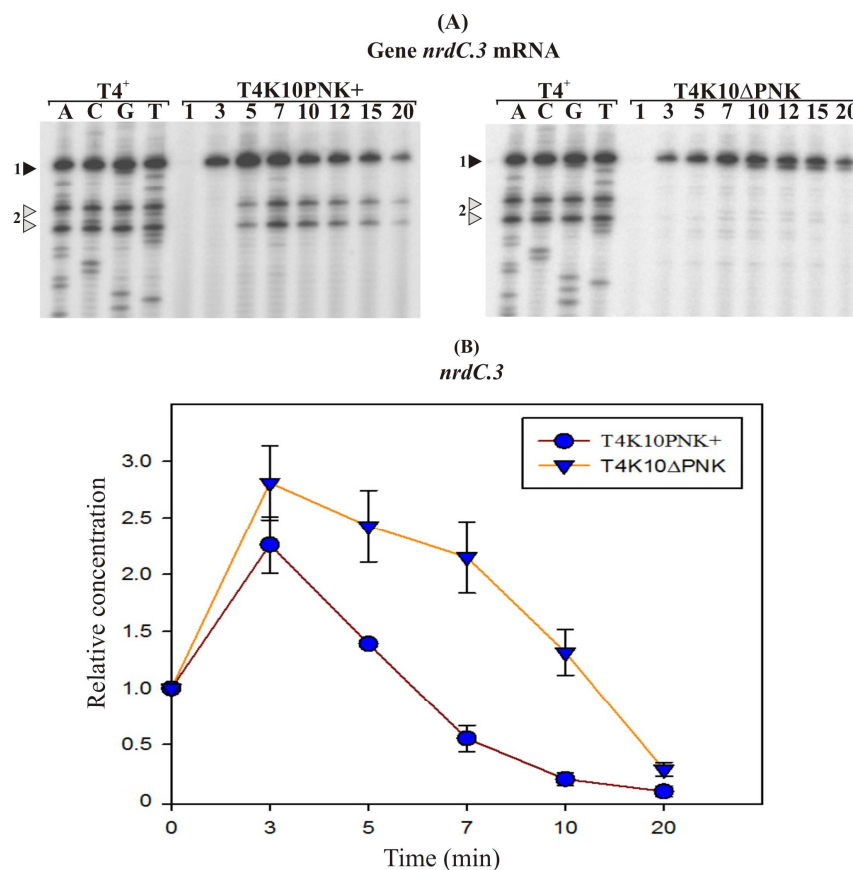 (A)
Gene nrdC.3 mRNA
T4+ T4K10PNK+ T4+ T4K10ΔPNK
A C G T 1 3 5 7 10 12 15 20 A C G T 1 3 5 7 10 12 15 20
1 1
2 2
(B)
nrdC.3
T4K10PNK+
T4K10ΔPNK
3.0
2.5
2.0
1.5
1.0
0.5
0
Relative concentration
0 3 5 7 10 20
Time (min)